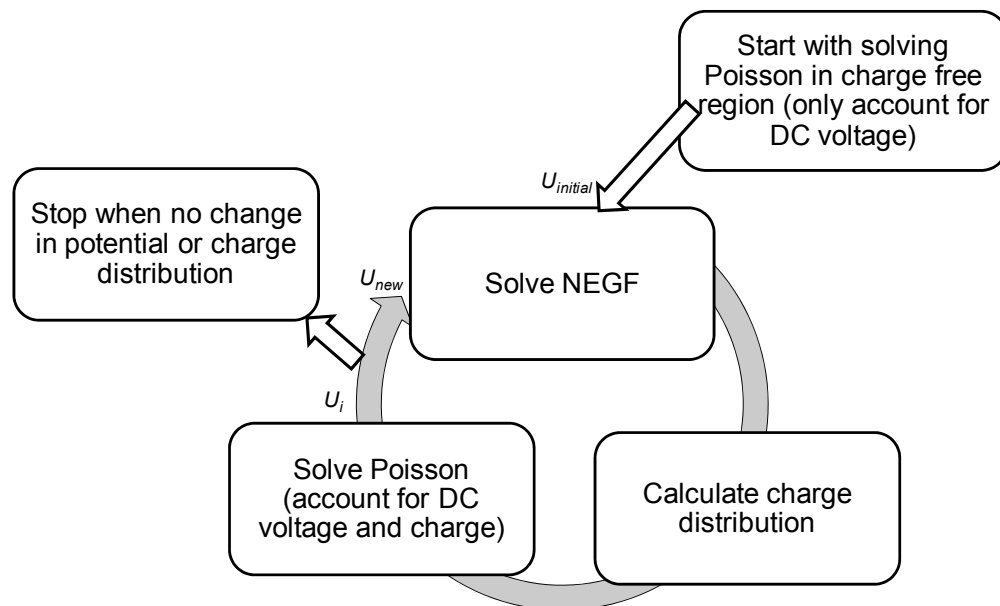 Start with solving
Poisson in charge free
region (only account for
DC voltage)
U_initial
Stop when no change
in potential or charge
distribution
U_new
Solve NEGF
U_i
Solve Poisson
(account for DC
voltage and charge)
Calculate charge
distribution